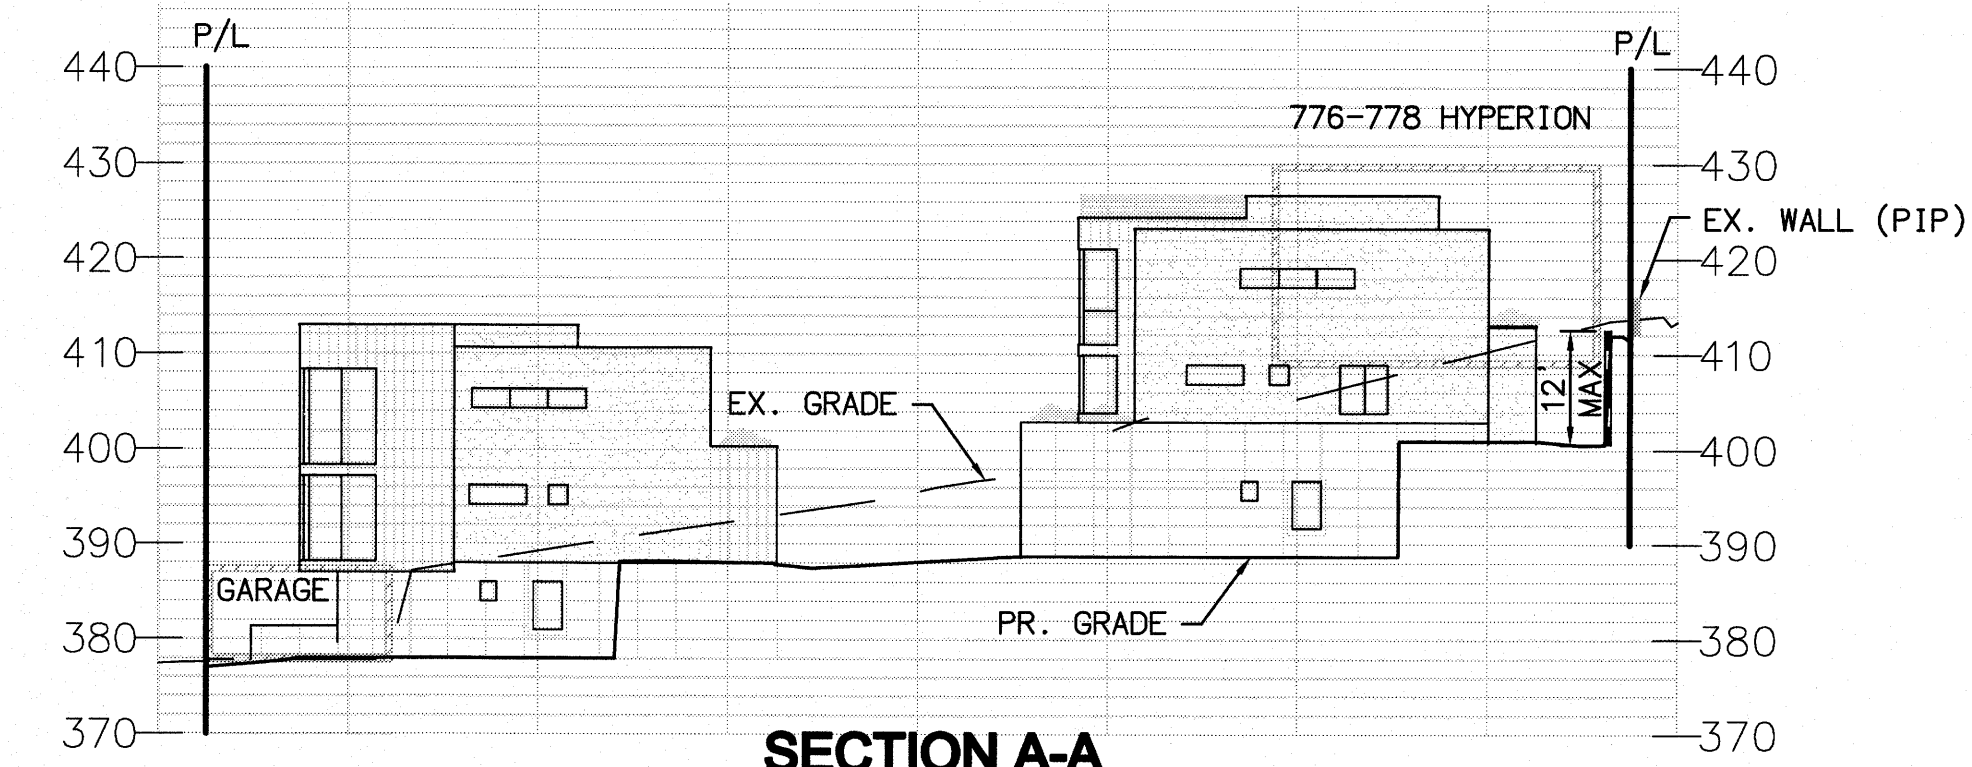 P/L
P/L
440
440
776-778 HYPERION
430
430
EX. WALL (PIP)
420
420
410
410
12' MAX
EX. GRADE
400
400
390
390
GARAGE
PR. GRADE
380
380
370
370
SECTION A-A